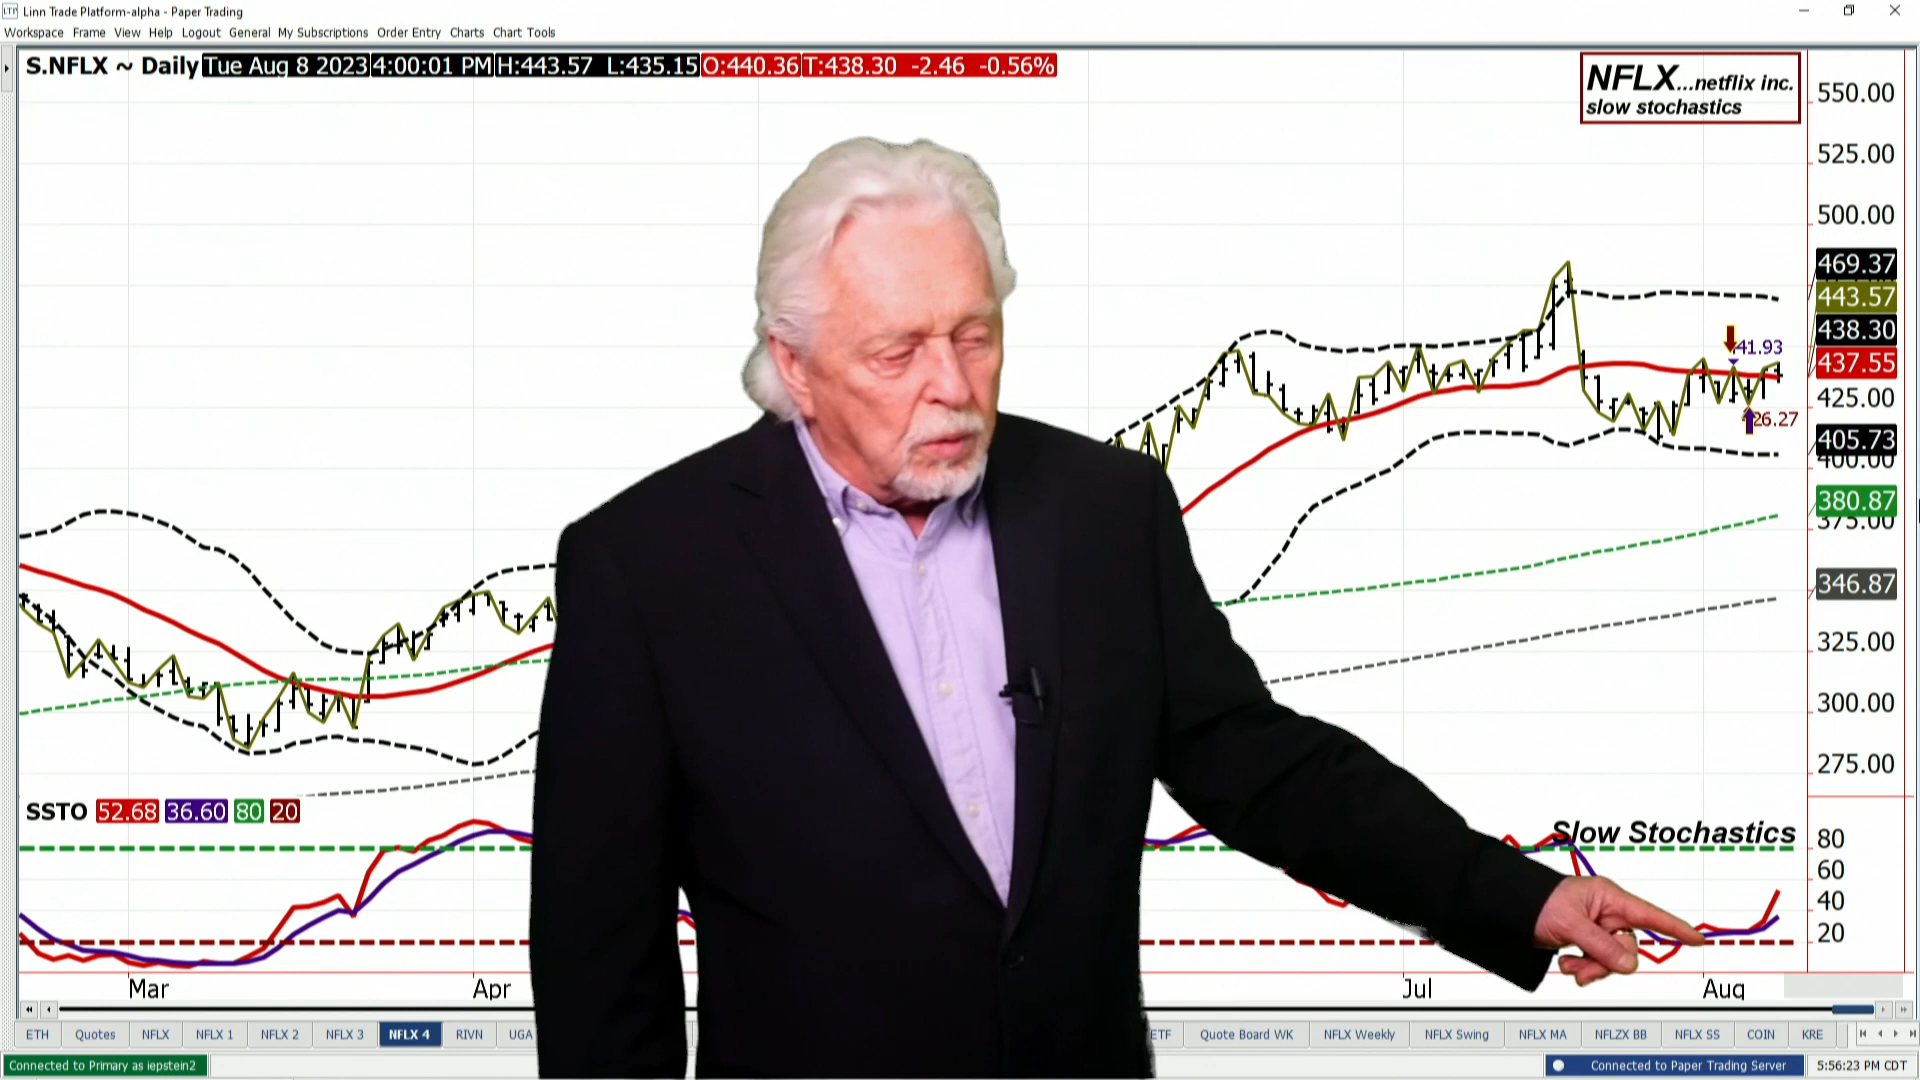 Linn Trade Platform-alpha - Paper Trading
Workspace Frame View Help Logout General My Subscriptions Order Entry Charts Chart Tools
S.NFLX ~ Daily Tue Aug 8 2023 4:00:01 PM H:443.57 L:435.15 O:440.36 T:438.30 -2.46 -0.56%
NFLX...netflix inc.
slow stochastics
550.00
525.00
500.00
469.37
443.57
438.30
41.93
437.55
425.00
26.27
405.73
400.00
380.87
375.00
346.87
325.00
300.00
275.00
SSTO 52.68 36.60 80 20
Slow Stochastics
80
60
40
20
Mar Apr Jul Aug
ETH Quotes NFLX NFLX 1 NFLX 2 NFLX 3 NFLX 4 RIVN UGA ETF Quote Board WK NFLX Weekly NFLX Swing NFLX MA NFLZX BB NFLX SS COIN KRE
Connected to Primary as iepstein2 Connected to Paper Trading Server 5:56:23 PM CDT